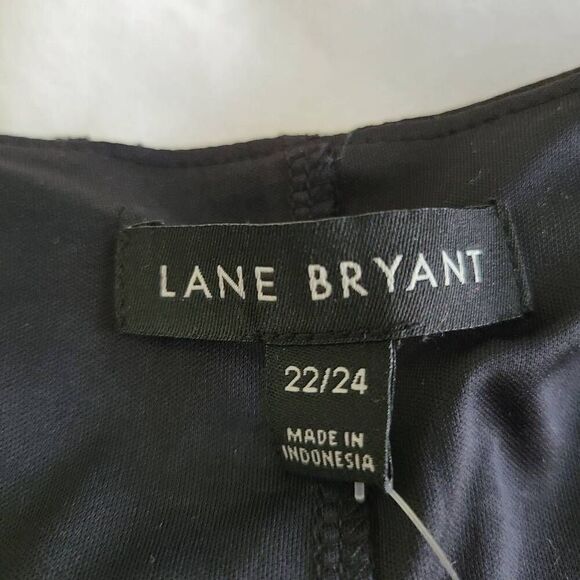 LANE BRYANT
22/24
MADE IN
INDONESIA